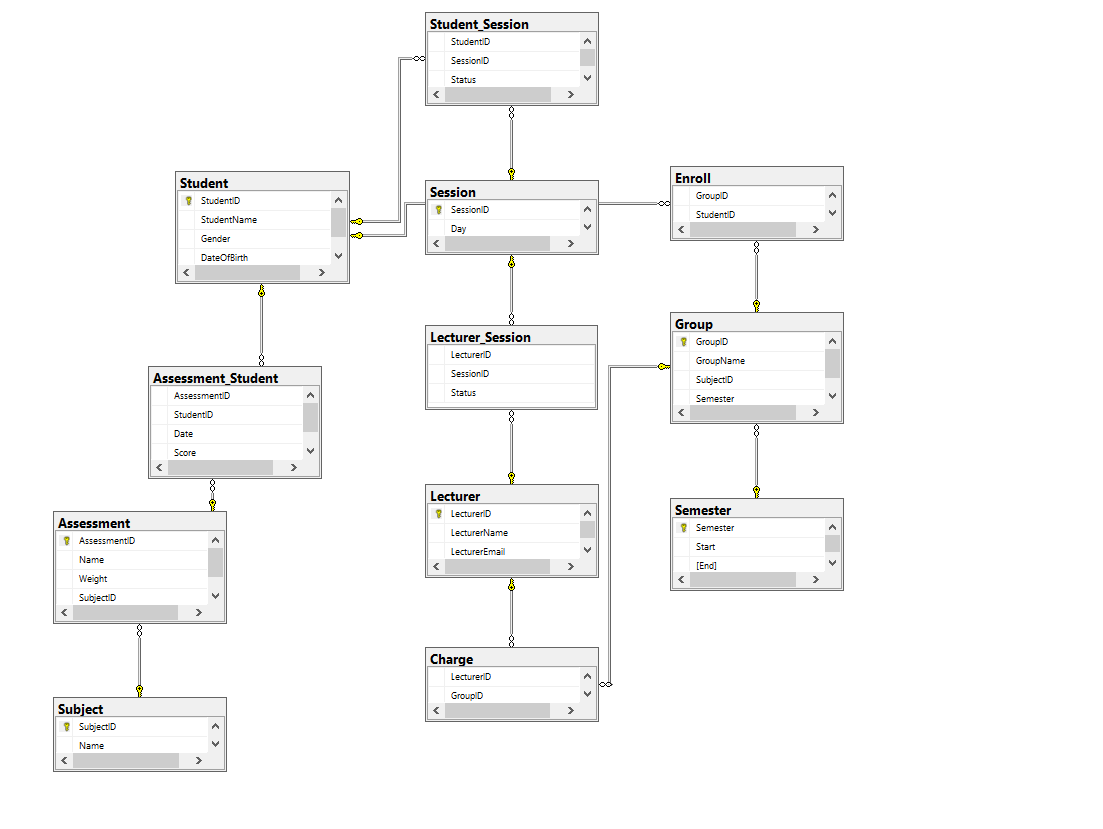 Student_Session
StudentID
SessionID
Status
Student
StudentID
StudentName
Gender
DateOfBirth
Session
SessionID
Day
Enroll
GroupID
StudentID
Lecturer_Session
LecturerID
SessionID
Status
Group
GroupID
GroupName
SubjectID
Semester
Assessment_Student
AssessmentID
StudentID
Date
Score
Lecturer
LecturerID
LecturerName
LecturerEmail
Semester
Semester
Start
[End]
Assessment
AssessmentID
Name
Weight
SubjectID
Charge
LecturerID
GroupID
Subject
SubjectID
Name